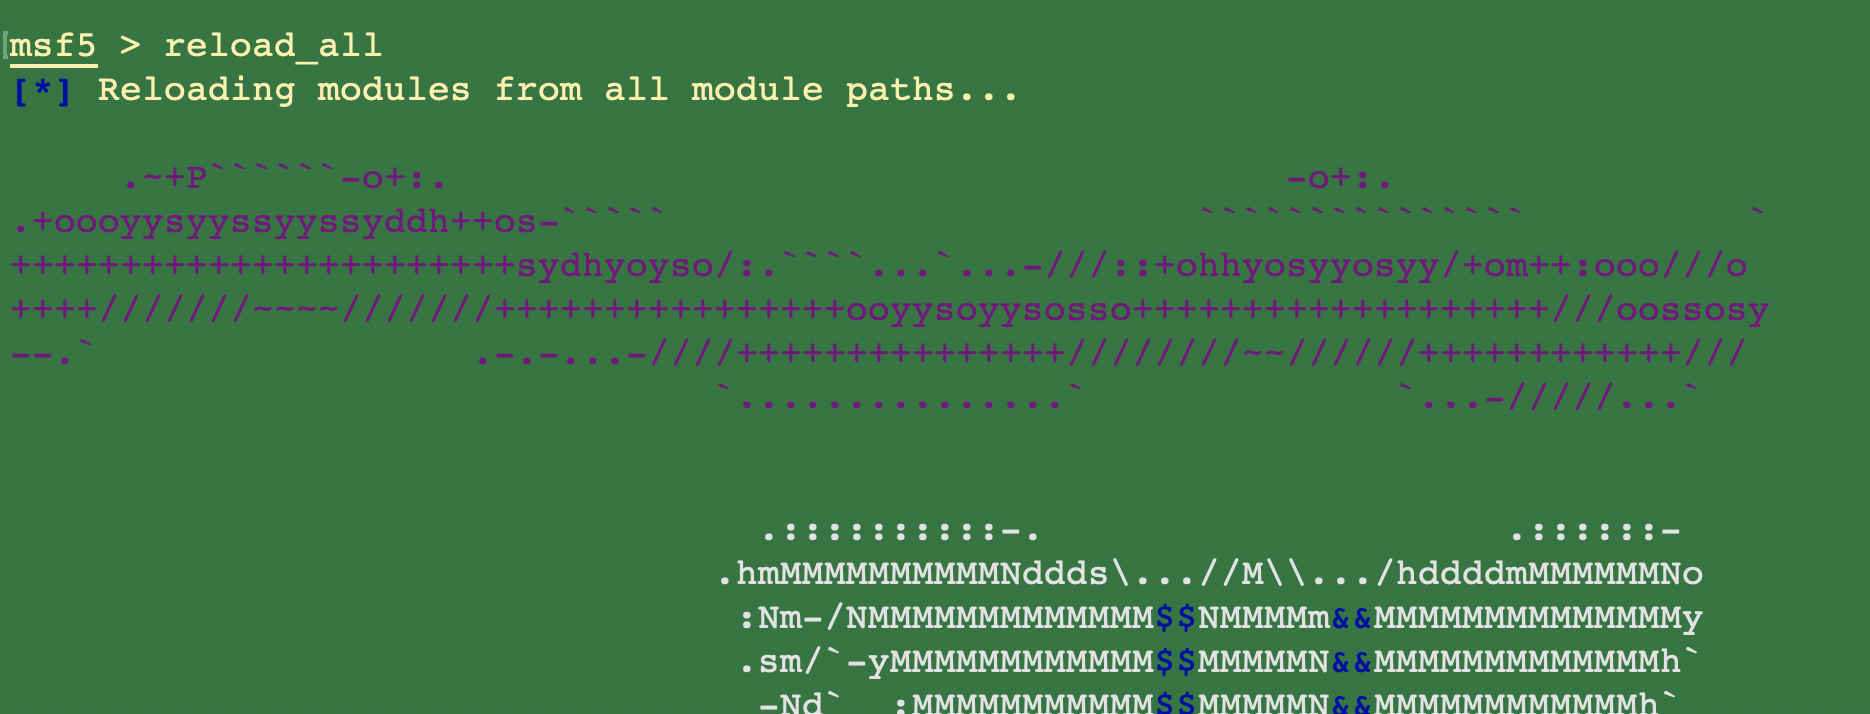 msf5 > reload_all
[*] Reloading modules from all module paths...
     .~+P``````-o+:.                                      -o+:.
.+oooyysyyssyyssyddh++os-`````                        ```````````````          `
+++++++++++++++++++++++sydhyoyso/:.````...`...-///::+ohhyosyyosyy/+om++:ooo///o
++++///////~~~~///////++++++++++++++++ooyysoyysosso+++++++++++++++++++///oossosy
--.`                 .-.-...-////+++++++++++++++////////~~//////++++++++++++///
                                `...............`              `...-/////...`
                                  .::::::::::-.                     .::::::-
                                .hmMMMMMMMMMMNddds\...//M\\.../hddddmMMMMMMNo
                                 :Nm-/NMMMMMMMMMMMMM$$NMMMMm&&MMMMMMMMMMMMMMy
                                 .sm/`-yMMMMMMMMMMMM$$MMMMMN&&MMMMMMMMMMMMMh`
                                  -Nd`  :MMMMMMMMMMM$$MMMMMN&&MMMMMMMMMMMMh`